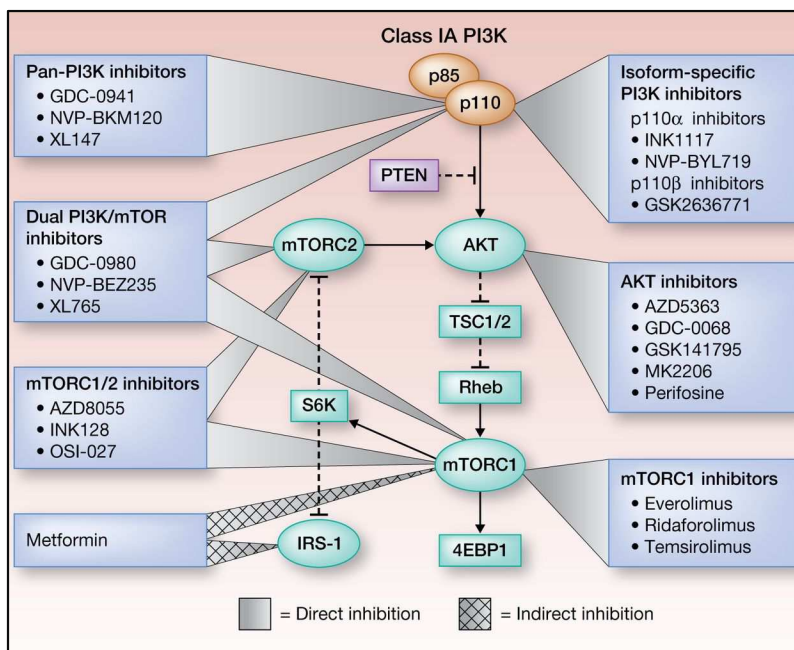 Class IA PI3K
p85
p110
Pan-PI3K inhibitors
• GDC-0941
• NVP-BKM120
• XL147
Isoform-specific
PI3K inhibitors
p110α inhibitors
• INK1117
• NVP-BYL719
p110β inhibitors
• GSK2636771
PTEN
Dual PI3K/mTOR
inhibitors
• GDC-0980
• NVP-BEZ235
• XL765
mTORC2
AKT
AKT inhibitors
• AZD5363
• GDC-0068
• GSK141795
• MK2206
• Perifosine
TSC1/2
Rheb
mTORC1/2 inhibitors
• AZD8055
• INK128
• OSI-027
S6K
mTORC1
mTORC1 inhibitors
• Everolimus
• Ridaforolimus
• Temsirolimus
Metformin
IRS-1
4EBP1
= Direct inhibition
= Indirect inhibition